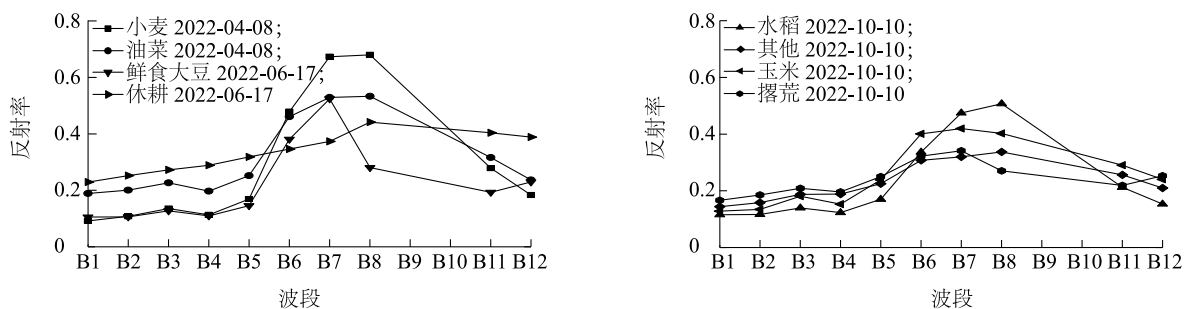 0.8
小麦 2022-04-08;
油菜 2022-04-08;
鲜食大豆 2022-06-17;
休耕 2022-06-17
0.6
0.4
0.2
0
反射率
B1 B2 B3 B4 B5 B6 B7 B8 B9 B10 B11 B12
波段
0.8
水稻 2022-10-10;
其他 2022-10-10;
玉米 2022-10-10;
撂荒 2022-10-10
0.6
0.4
0.2
0
反射率
B1 B2 B3 B4 B5 B6 B7 B8 B9 B10 B11 B12
波段